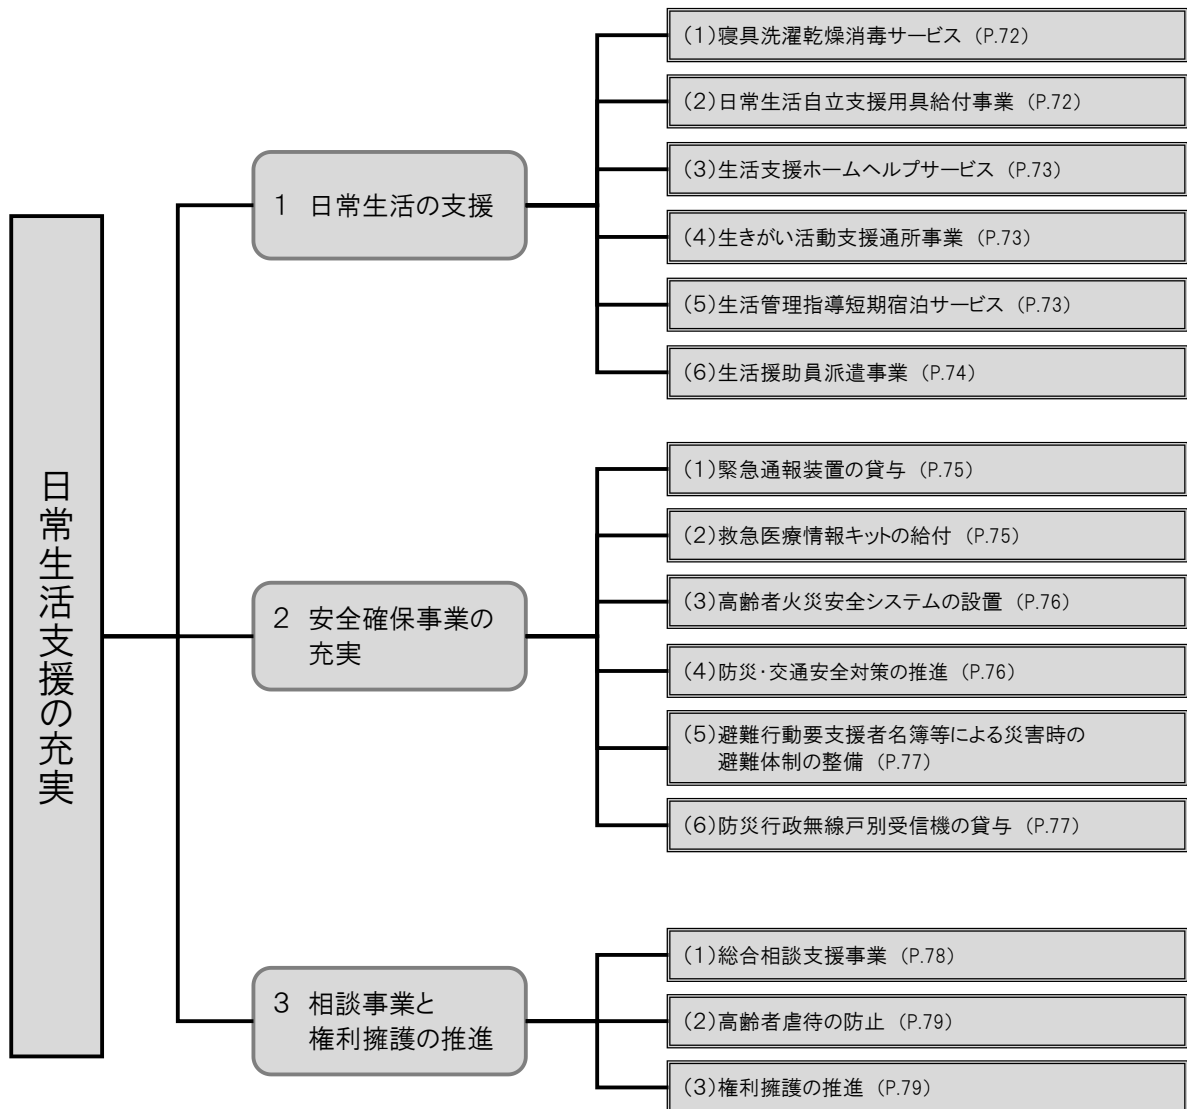 日常生活支援の充実
1 日常生活の支援
(1)寝具洗濯乾燥消毒サービス (P.72)
(2)日常生活自立支援用具給付事業 (P.72)
(3)生活支援ホームヘルプサービス (P.73)
(4)生きがい活動支援通所事業 (P.73)
(5)生活管理指導短期宿泊サービス (P.73)
(6)生活援助員派遣事業 (P.74)
2 安全確保事業の
充実
(1)緊急通報装置の貸与 (P.75)
(2)救急医療情報キットの給付 (P.75)
(3)高齢者火災安全システムの設置 (P.76)
(4)防災・交通安全対策の推進 (P.76)
(5)避難行動要支援者名簿等による災害時の
避難体制の整備 (P.77)
(6)防災行政無線戸別受信機の貸与 (P.77)
3 相談事業と
権利擁護の推進
(1)総合相談支援事業 (P.78)
(2)高齢者虐待の防止 (P.79)
(3)権利擁護の推進 (P.79)